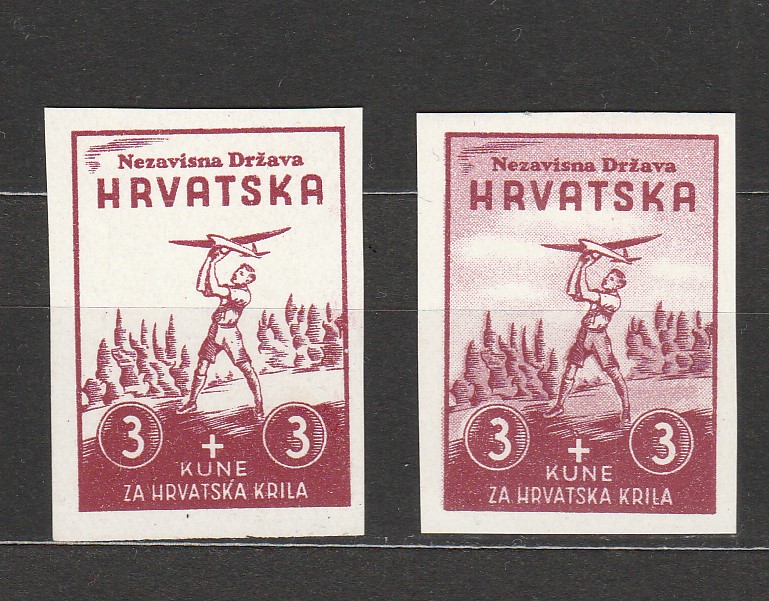 Nezavisna Država
HRVATSKA
3 + 3
KUNE
ZA HRVATSKA KRILA
Nezavisna Država
HRVATSKA
3 + 3
KUNE
ZA HRVATSKA KRILA